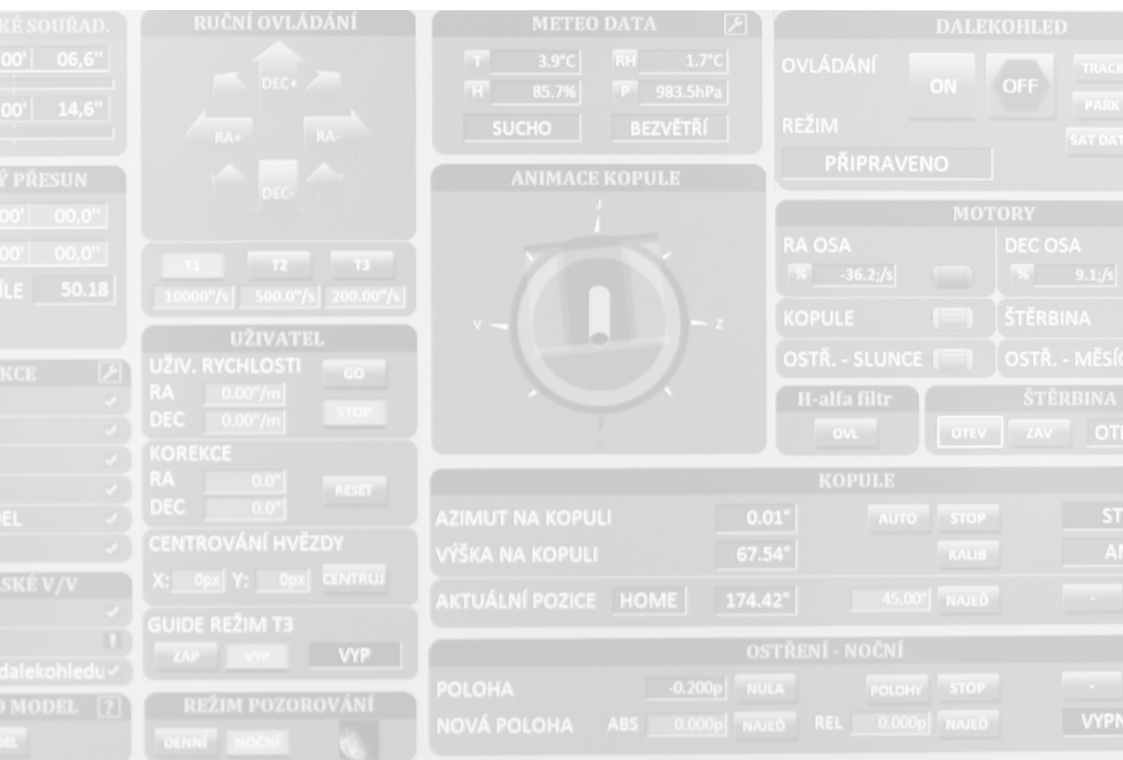 KÉ SOUŘAD.
00' 06,6"
00' 14,6"
Ý PŘESUN
00' 00,0"
00' 00,0"
ÍLE 50.18
KCE
DEL
SKÉ V/V
dalekohledu
O MODEL ?
DEL
RUČNÍ OVLÁDÁNÍ
DEC+
RA+ RA-
DEC-
T1 T2 T3
10000"/s 500.0"/s 200.00"/s
UŽIVATEL
UŽIV. RYCHLOSTI GO
RA 0.00"/m
DEC 0.00"/m STOP
KOREKCE
RA 0.0" RESET
DEC 0.0"
CENTROVÁNÍ HVĚZDY
X: 0px Y: 0px CENTRUJ
GUIDE REŽIM T3
ZAP VYP VYP
REŽIM POZOROVÁNÍ
DENNÍ NOČNÍ
METEO DATA
T 3.9°C RH 1.7°C
H 85.7% P 983.5hPa
SUCHO BEZVĚTŘÍ
ANIMACE KOPULE
J
V Z
DALEKOHLED
OVLÁDÁNÍ ON OFF TRACK
PARK
REŽIM SAT DAT
PŘIPRAVENO
MOTORY
RA OSA DEC OSA
% -36.2;/s % 9.1;/s
KOPULE ŠTĚRBINA
OSTŘ. - SLUNCE OSTŘ. - MĚSÍC
H-alfa filtr ŠTĚRBINA
OVL OTEV ZAV OTE
KOPULE
AZIMUT NA KOPULI 0.01° AUTO STOP ST
VÝŠKA NA KOPULI 67.54° KALIB AN
AKTUÁLNÍ POZICE HOME 174.42° 45.00° NAJEĎ -
OSTŘENÍ - NOČNÍ
POLOHA -0.200p NULA POLOHY STOP -
NOVÁ POLOHA ABS 0.000p NAJEĎ REL 0.000p NAJEĎ VYPN